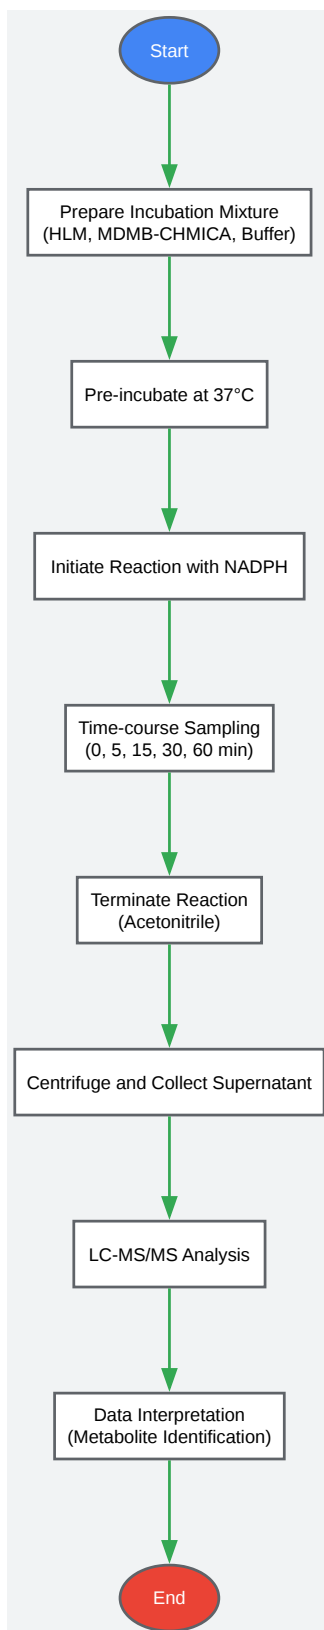 Start
Prepare Incubation Mixture
(HLM, MDMB-CHMICA, Buffer)
Pre-incubate at 37°C
Initiate Reaction with NADPH
Time-course Sampling
(0, 5, 15, 30, 60 min)
Terminate Reaction
(Acetonitrile)
Centrifuge and Collect Supernatant
LC-MS/MS Analysis
Data Interpretation
(Metabolite Identification)
End